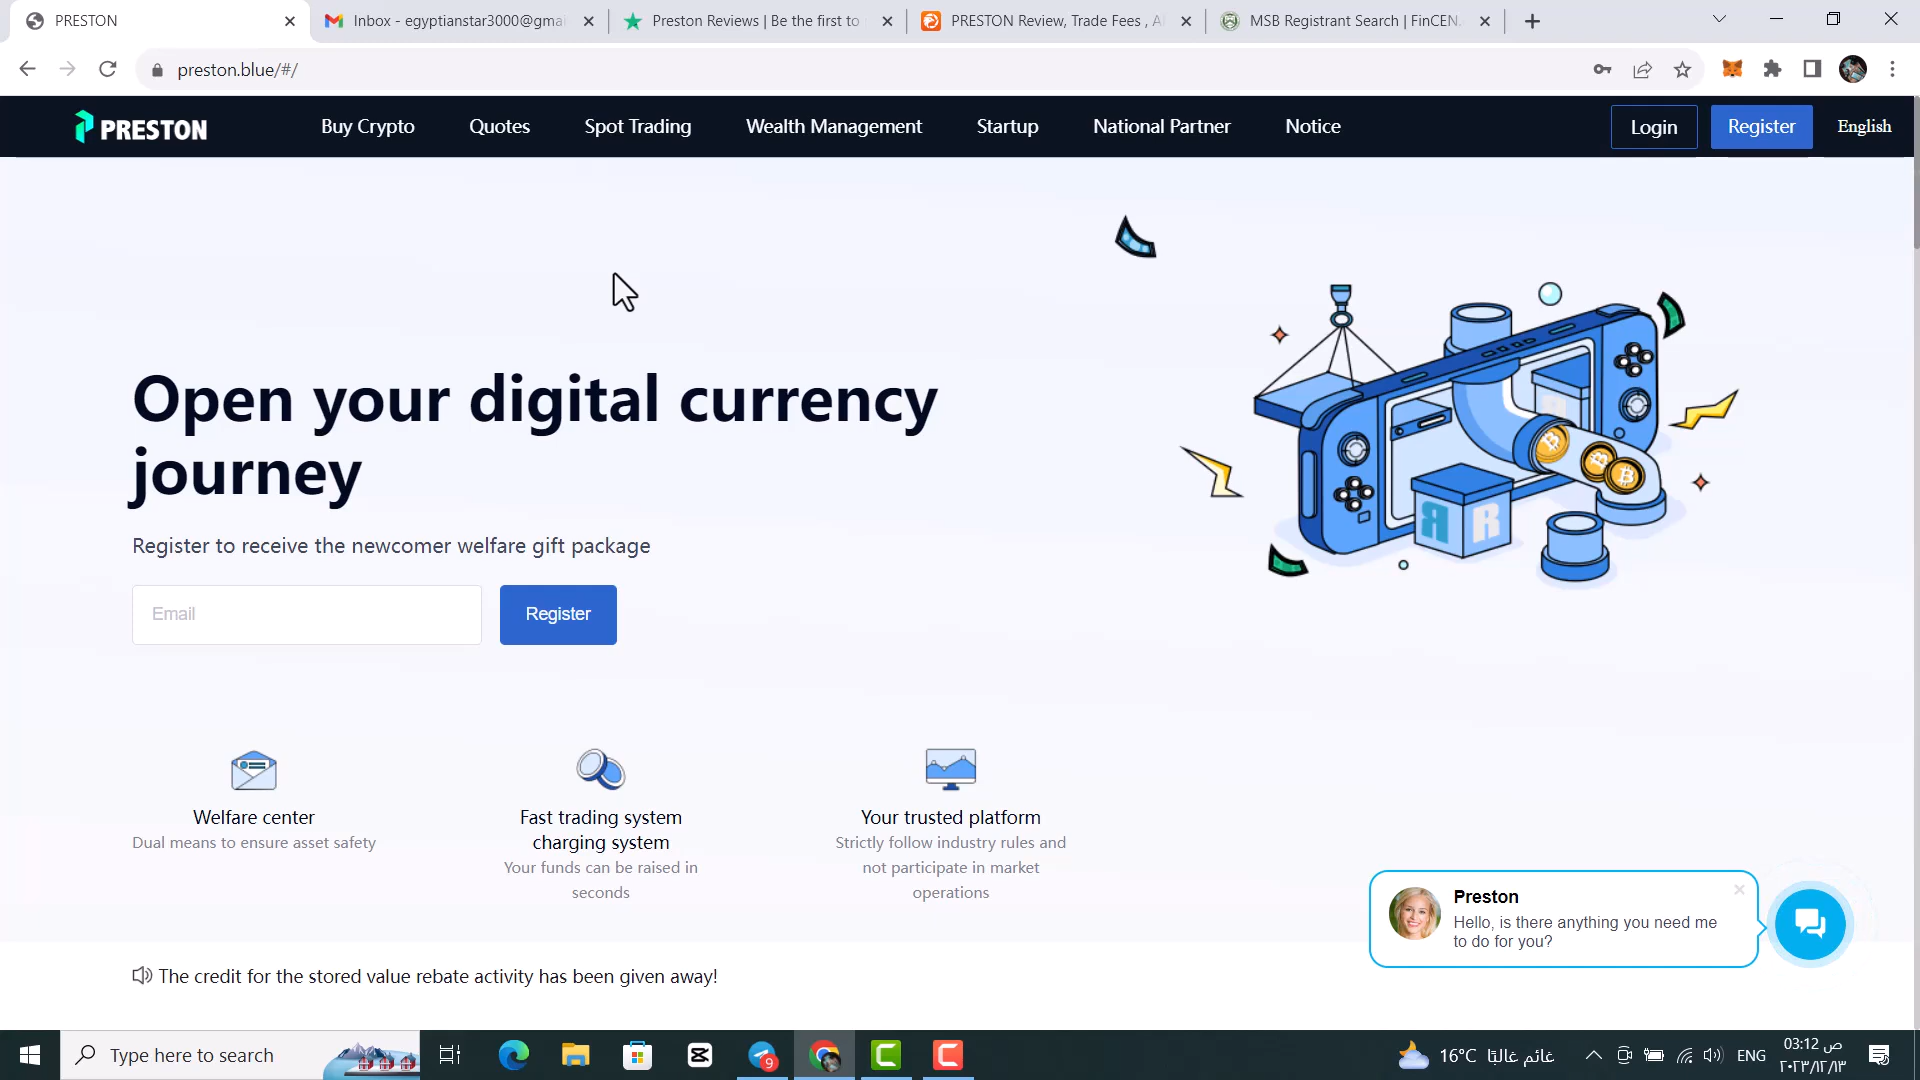 PRESTON
Inbox - egyptianstar3000@gmai
Preston Reviews | Be the first to
PRESTON Review, Trade Fees , A
MSB Registrant Search | FinCEN.
preston.blue/#/
PRESTON
Buy Crypto
Quotes
Spot Trading
Wealth Management
Startup
National Partner
Notice
Login
Register
English
Open your digital currency
journey
Register to receive the newcomer welfare gift package
Email
Register
R R
Welfare center
Dual means to ensure asset safety
Fast trading system
charging system
Your funds can be raised in
seconds
Your trusted platform
Strictly follow industry rules and
not participate in market
operations
Preston
Hello, is there anything you need me
to do for you?
The credit for the stored value rebate activity has been given away!
Type here to search
9
16°C غائم غالبًا
ENG
03:12 ص
٢٠٢٣/١٢/١٣